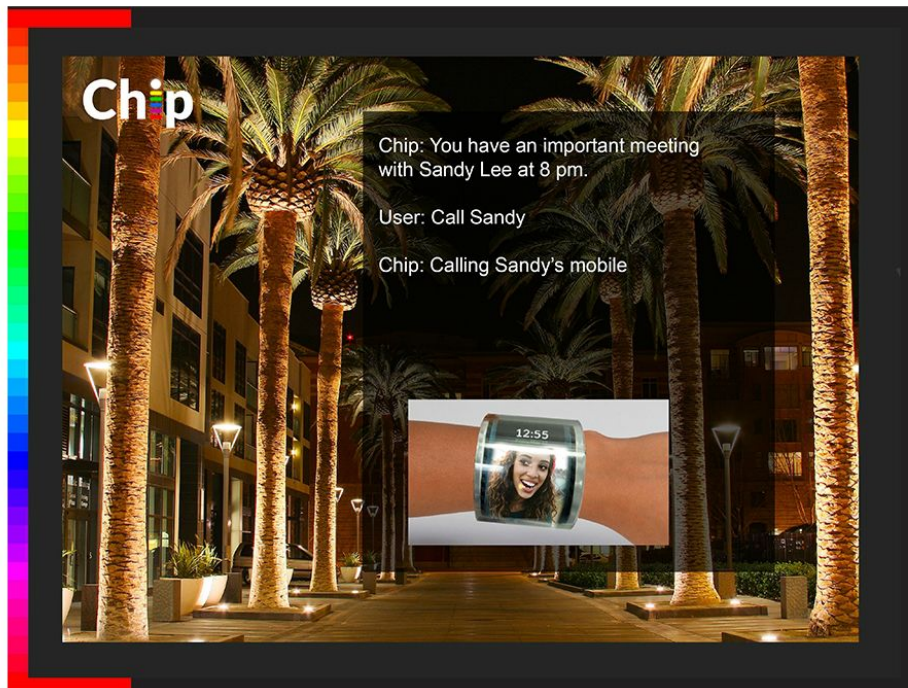 Chip
Chip: You have an important meeting
with Sandy Lee at 8 pm.
User: Call Sandy
Chip: Calling Sandy’s mobile
12:55